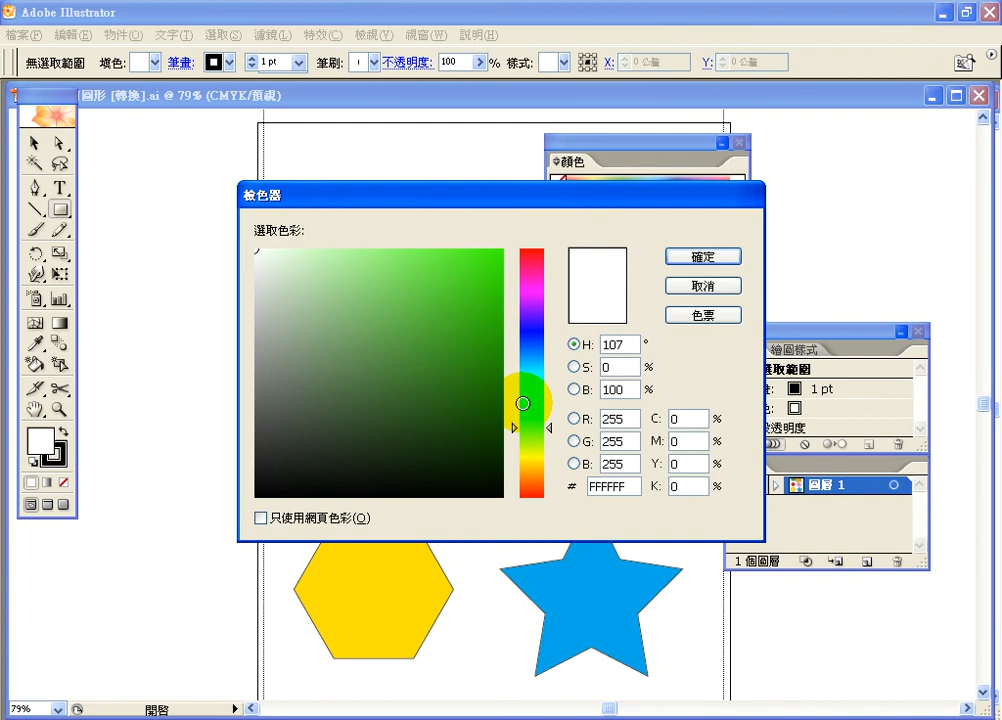 Adobe Illustrator
檔案(F) 編輯(E) 物件(O) 文字(T) 選取(S) 濾鏡(L) 特效(C) 檢視(V) 視窗(W) 說明(H)
無選取範圍 填色: 筆畫: 1 pt 筆刷: 不透明度: 100 % 樣式: X: 0 公釐 Y: 0 公釐
圖形 [轉換].ai @ 79% (CMYK/預視)
顏色
檢色器
選取色彩:
確定
取消
色票
H: 107 °
S: 0 %
B: 100 %
R: 255 C: 0 %
G: 255 M: 0 %
B: 255 Y: 0 %
# FFFFFF K: 0 %
只使用網頁色彩(O)
繪圖樣式
選取範圍
1 pt
透明度
圖層 1
1 個圖層
79% 開啓